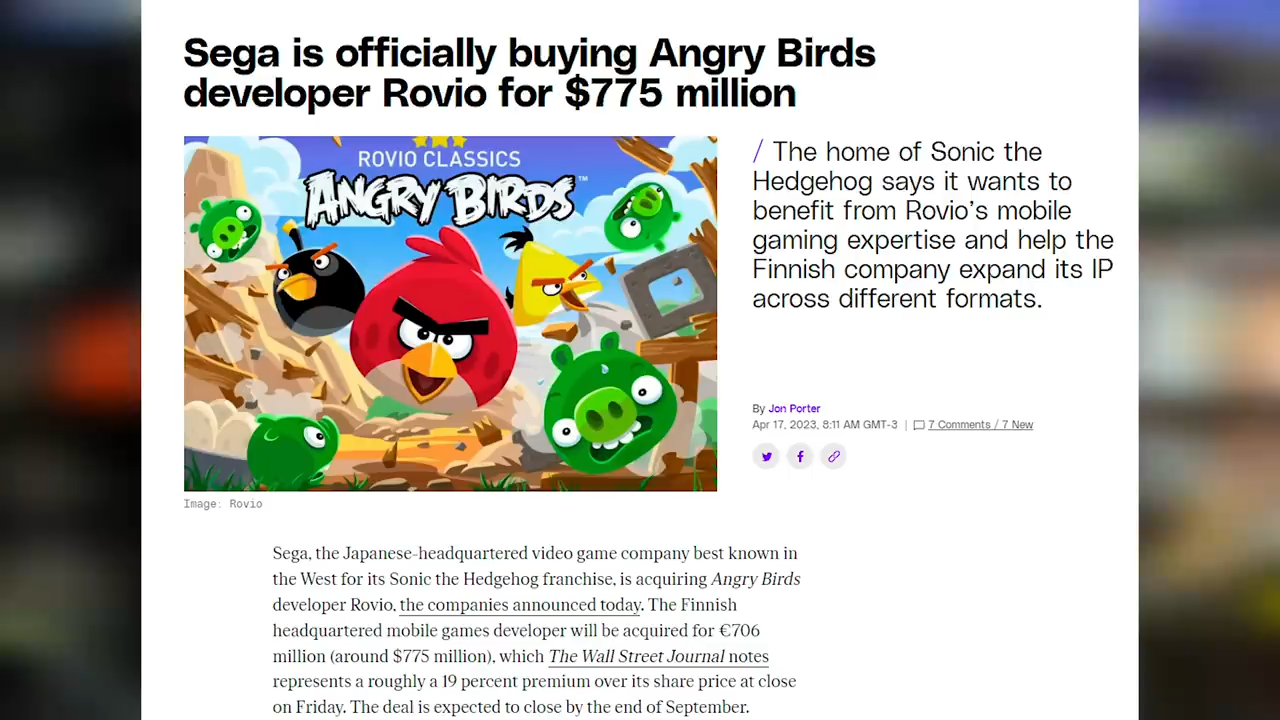 Sega is officially buying Angry Birds
developer Rovio for $775 million
ROVIO CLASSICS
ANGRY BIRDS™
/ The home of Sonic the
Hedgehog says it wants to
benefit from Rovio's mobile
gaming expertise and help the
Finnish company expand its IP
across different formats.
By Jon Porter
Apr 17, 2023, 8:11 AM GMT-3 | 7 Comments / 7 New
Image: Rovio
Sega, the Japanese-headquartered video game company best known in
the West for its Sonic the Hedgehog franchise, is acquiring Angry Birds
developer Rovio, the companies announced today. The Finnish
headquartered mobile games developer will be acquired for €706
million (around $775 million), which The Wall Street Journal notes
represents a roughly a 19 percent premium over its share price at close
on Friday. The deal is expected to close by the end of September.